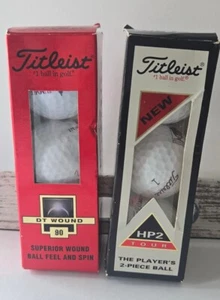 Titleist
#1 ball in golf.
DT WOUND
90
SUPERIOR WOUND
BALL FEEL AND SPIN
Titleist
#1 ball in golf.
NEW
HP2
TOUR
THE PLAYER'S
2-PIECE BALL